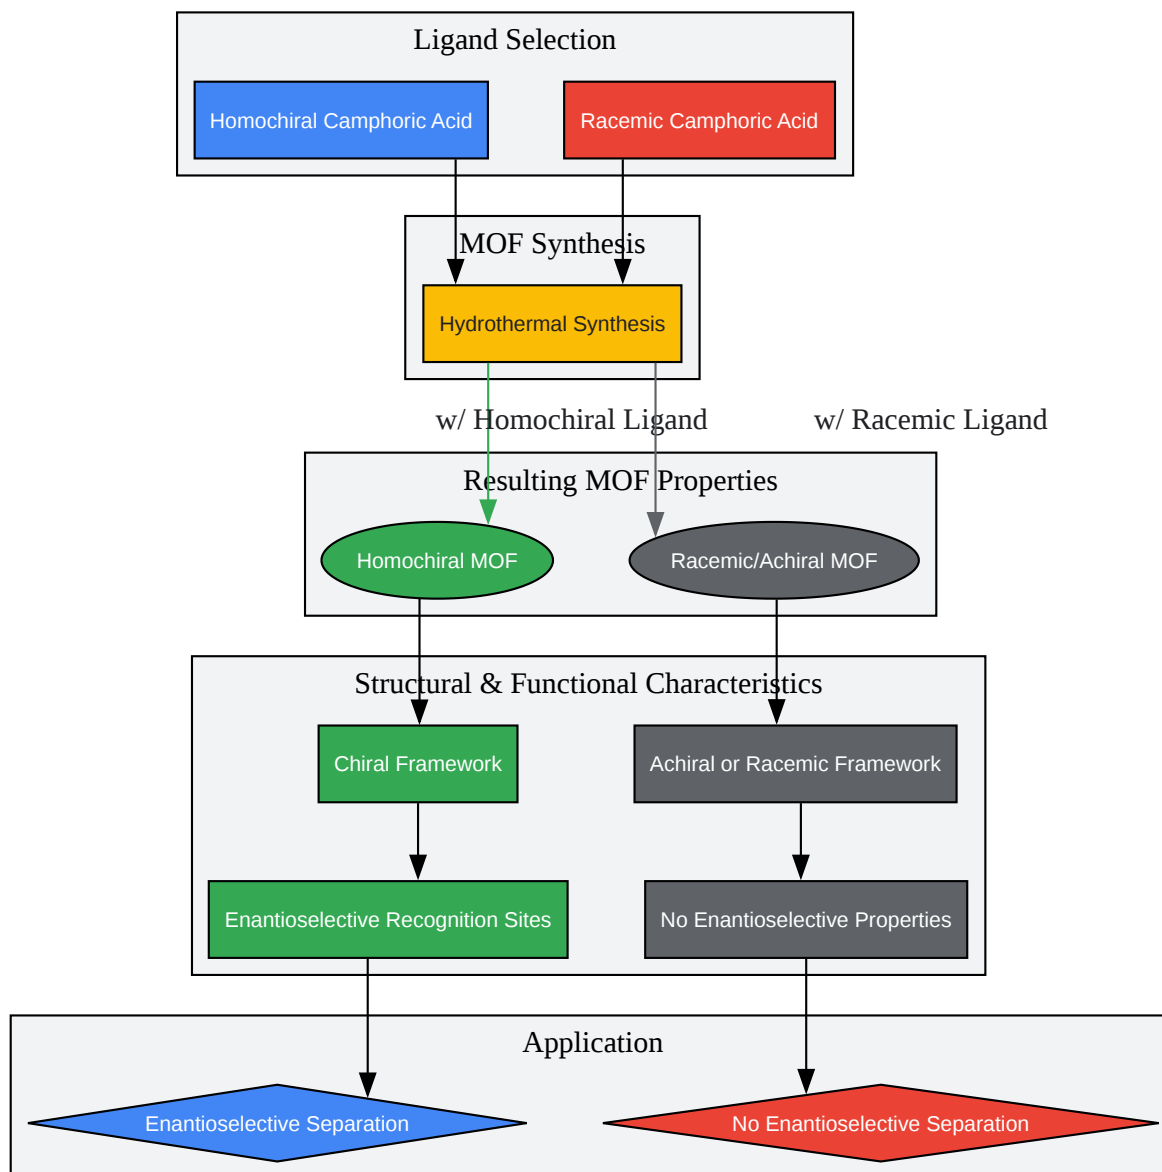 Ligand Selection
Homochiral Camphoric Acid
Racemic Camphoric Acid
MOF Synthesis
Hydrothermal Synthesis
w/ Homochiral Ligand
w/ Racemic Ligand
Resulting MOF Properties
Homochiral MOF
Racemic/Achiral MOF
Structural & Functional Characteristics
Chiral Framework
Achiral or Racemic Framework
Enantioselective Recognition Sites
No Enantioselective Properties
Application
Enantioselective Separation
No Enantioselective Separation